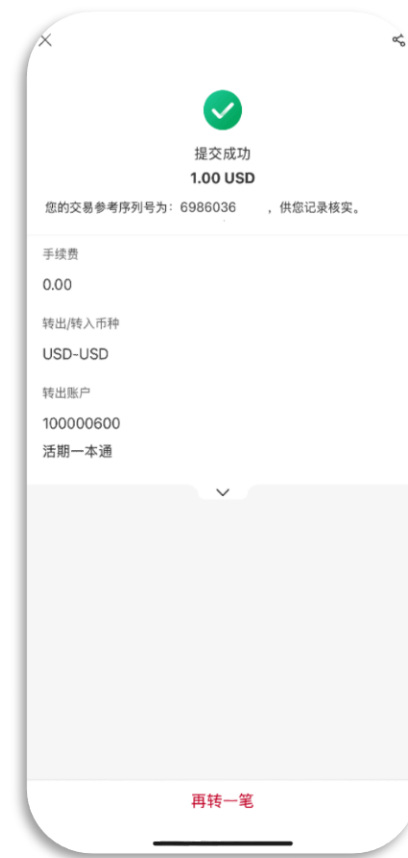 提交成功
1.00 USD
您的交易参考序列号为：6986036 ，供您记录核实。
手续费
0.00
转出/转入币种
USD-USD
转出账户
100000600
活期一本通
再转一笔